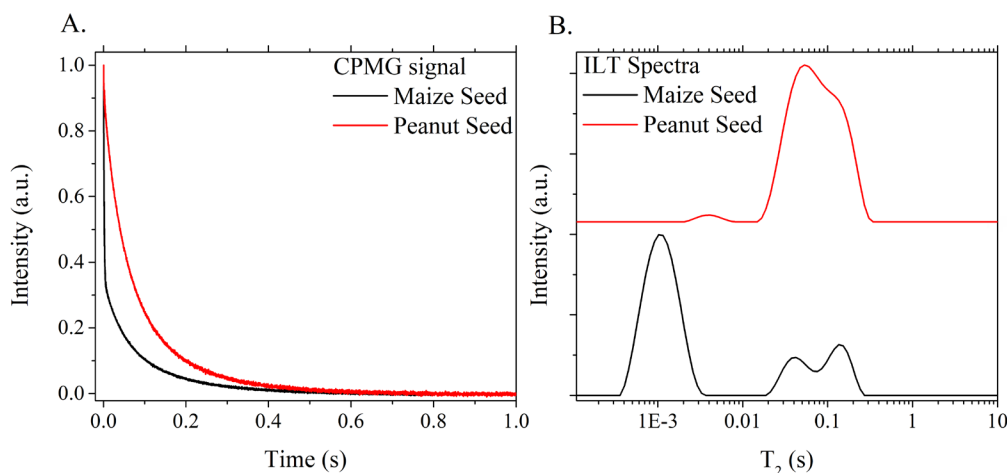 A.
CPMG signal
Maize Seed
Peanut Seed
1.0
0.8
0.6
0.4
0.2
0.0
Intensity (a.u.)
0.0 0.2 0.4 0.6 0.8 1.0
Time (s)
B.
ILT Spectra
Maize Seed
Peanut Seed
Intensity (a.u.)
1E-3 0.01 0.1 1 10
T2 (s)